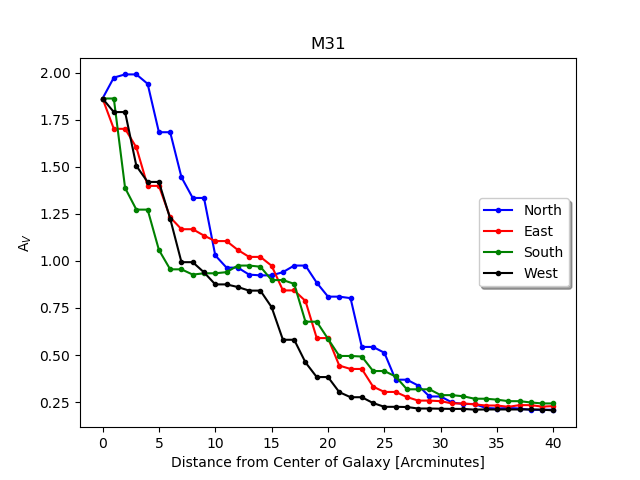 M31
2.00
1.75
1.50
1.25
1.00
0.75
0.50
0.25
A_V
North
East
South
West
0 5 10 15 20 25 30 35 40
Distance from Center of Galaxy [Arcminutes]